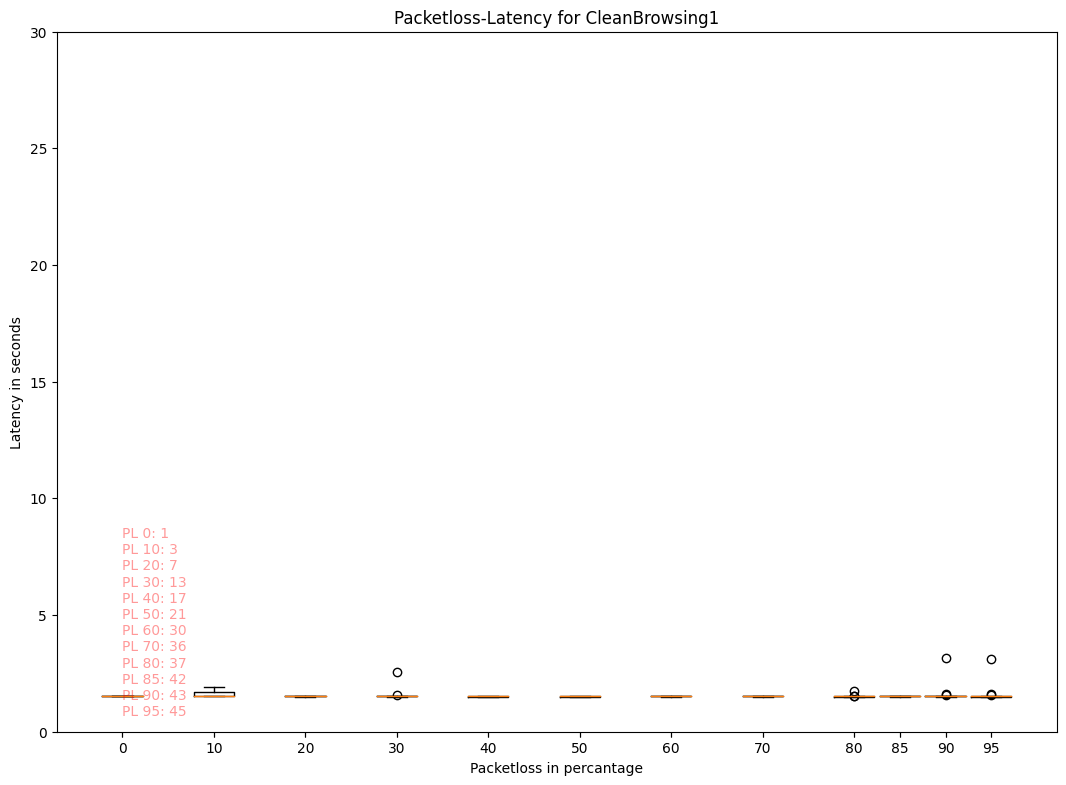 Packetloss-Latency for CleanBrowsing1
30
25
20
15
10
5
0
Latency in seconds
PL 0: 1
PL 10: 3
PL 20: 7
PL 30: 13
PL 40: 17
PL 50: 21
PL 60: 30
PL 70: 36
PL 80: 37
PL 85: 42
PL 90: 43
PL 95: 45
0 10 20 30 40 50 60 70 80 85 90 95
Packetloss in percantage